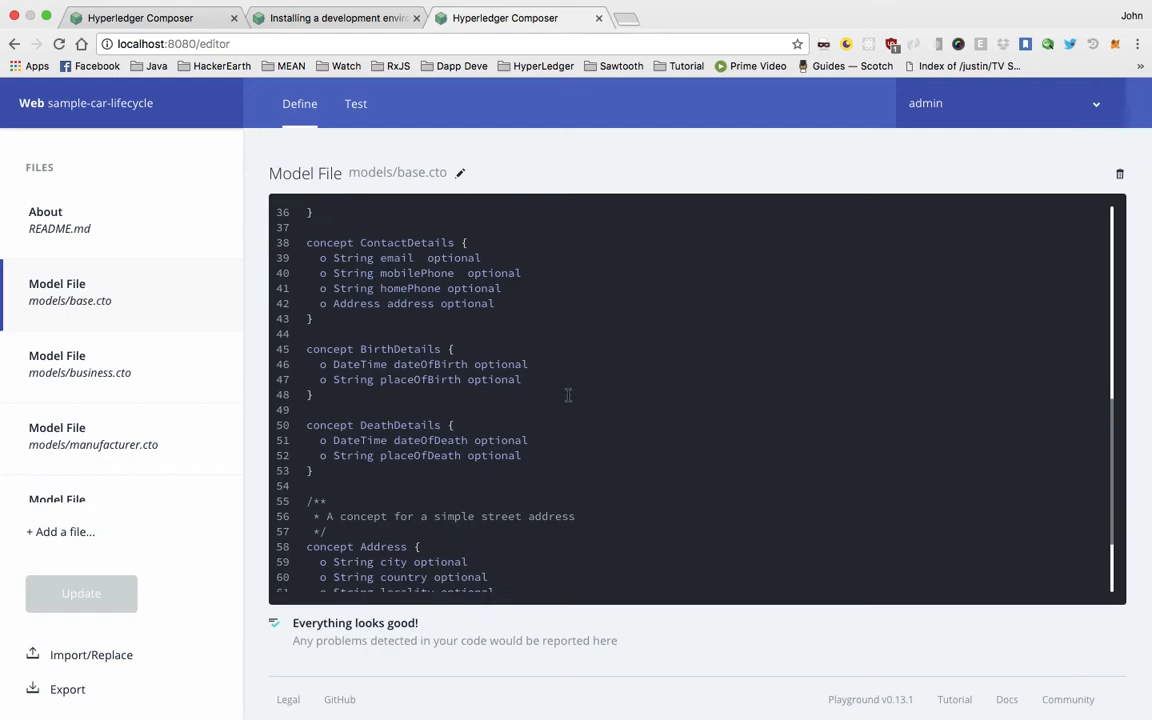 Hyperledger Composer
Installing a development enviro
Hyperledger Composer
John
localhost:8080/editor
1
Apps
Facebook
Java
HackerEarth
MEAN
Watch
RxJS
Dapp Deve
HyperLedger
Sawtooth
Tutorial
Prime Video
Guides — Scotch
Index of /justin/TV S...
Web sample-car-lifecycle
Define
Test
admin
FILES
About
README.md
Model File
models/base.cto
Model File
models/business.cto
Model File
models/manufacturer.cto
Model File
+ Add a file...
Update
Import/Replace
Export
Model File models/base.cto
36 }
37
38 concept ContactDetails {
39 o String email  optional
40 o String mobilePhone  optional
41 o String homePhone optional
42 o Address address optional
43 }
44
45 concept BirthDetails {
46 o DateTime dateOfBirth optional
47 o String placeOfBirth optional
48 }
49
50 concept DeathDetails {
51 o DateTime dateOfDeath optional
52 o String placeOfDeath optional
53 }
54
55 /**
56 * A concept for a simple street address
57 */
58 concept Address {
59 o String city optional
60 o String country optional
61 o String locality optional
Everything looks good!
Any problems detected in your code would be reported here
Legal
GitHub
Playground v0.13.1
Tutorial
Docs
Community